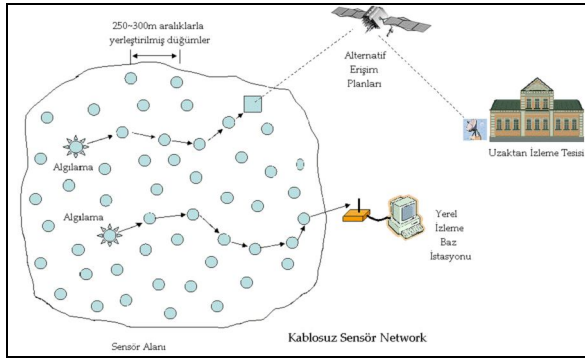 250~300m aralıklarla
yerleştirilmiş düğümler
Alternatif
Erişim
Planları
Uzaktan İzleme Tesisi
Algılama
Algılama
Yerel
İzleme
Baz
İstasyonu
Kablosuz Sensör Network
Sensör Alanı